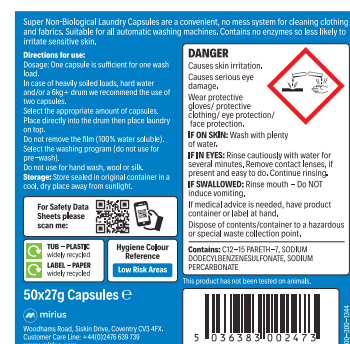 Super Non-Biological Laundry Capsules are a convenient, no mess system for cleaning clothing
and fabrics. Suitable for all automatic washing machines. Contains no enzymes so less likely to
irritate sensitive skin.
Directions for use:
Dosage: One capsule is sufficient for one wash
load.
In case of heavily soiled loads, hard water
and/or a 6kg+ drum we recommend the use of
two capsules.
Select the appropriate amount of capsules.
Place directly into the drum then place laundry
on top.
Do not remove the film (100% water soluble).
Select the washing program (do not use for
pre-wash).
Do not use for hand wash, wool or silk.
Storage: Store sealed in original container in a
cool, dry place away from sunlight.
For Safety Data
Sheets please
scan me:
TUB – PLASTIC
widely recycled
LABEL – PAPER
widely recycled
Hygiene Colour
Reference
Low Risk Areas
50x27g Capsules e
mirius
Woodhams Road, Siskin Drive, Coventry CV3 4FX.
Customer Care Line: +44(0)2476 639 739
DANGER
Causes skin irritation.
Causes serious eye
damage.
Wear protective
gloves/ protective
clothing/ eye protection/
face protection.
IF ON SKIN: Wash with plenty
of water.
IF IN EYES: Rinse cautiously with water for
several minutes. Remove contact lenses, if
present and easy to do. Continue rinsing.
IF SWALLOWED: Rinse mouth – Do NOT
induce vomiting.
If medical advice is needed, have product
container or label at hand.
Dispose of contents/container to a hazardous
or special waste collection point.
Contains: C12-15 PARETH-7, SODIUM
DODECYLBENZENESULFONATE, SODIUM
PERCARBONATE
This product has not been tested on animals.
5 036383 002473